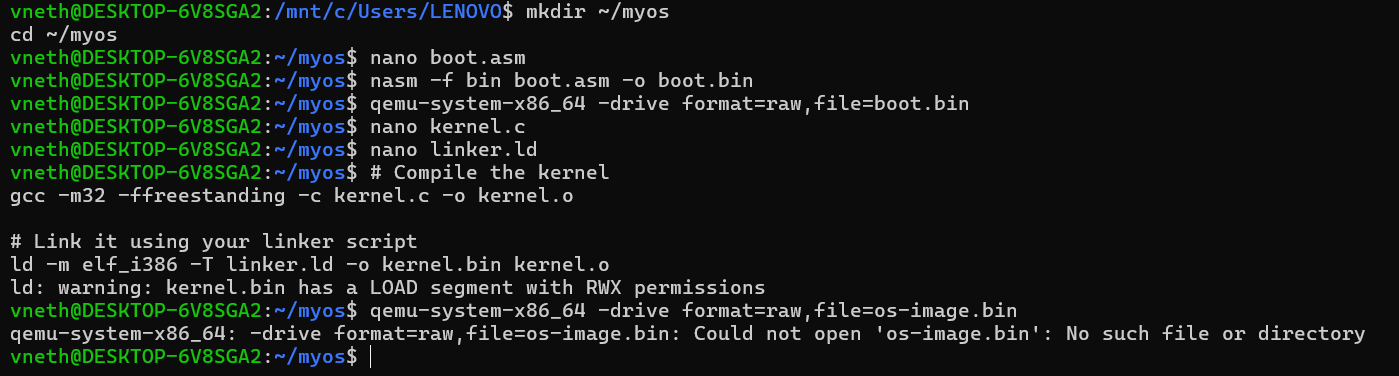 vneth@DESKTOP-6V8SGA2:/mnt/c/Users/LENOVO$ mkdir ~/myos
cd ~/myos
vneth@DESKTOP-6V8SGA2:~/myos$ nano boot.asm
vneth@DESKTOP-6V8SGA2:~/myos$ nasm -f bin boot.asm -o boot.bin
vneth@DESKTOP-6V8SGA2:~/myos$ qemu-system-x86_64 -drive format=raw,file=boot.bin
vneth@DESKTOP-6V8SGA2:~/myos$ nano kernel.c
vneth@DESKTOP-6V8SGA2:~/myos$ nano linker.ld
vneth@DESKTOP-6V8SGA2:~/myos$ # Compile the kernel
gcc -m32 -ffreestanding -c kernel.c -o kernel.o

# Link it using your linker script
ld -m elf_i386 -T linker.ld -o kernel.bin kernel.o
ld: warning: kernel.bin has a LOAD segment with RWX permissions
vneth@DESKTOP-6V8SGA2:~/myos$ qemu-system-x86_64 -drive format=raw,file=os-image.bin
qemu-system-x86_64: -drive format=raw,file=os-image.bin: Could not open 'os-image.bin': No such file or directory
vneth@DESKTOP-6V8SGA2:~/myos$